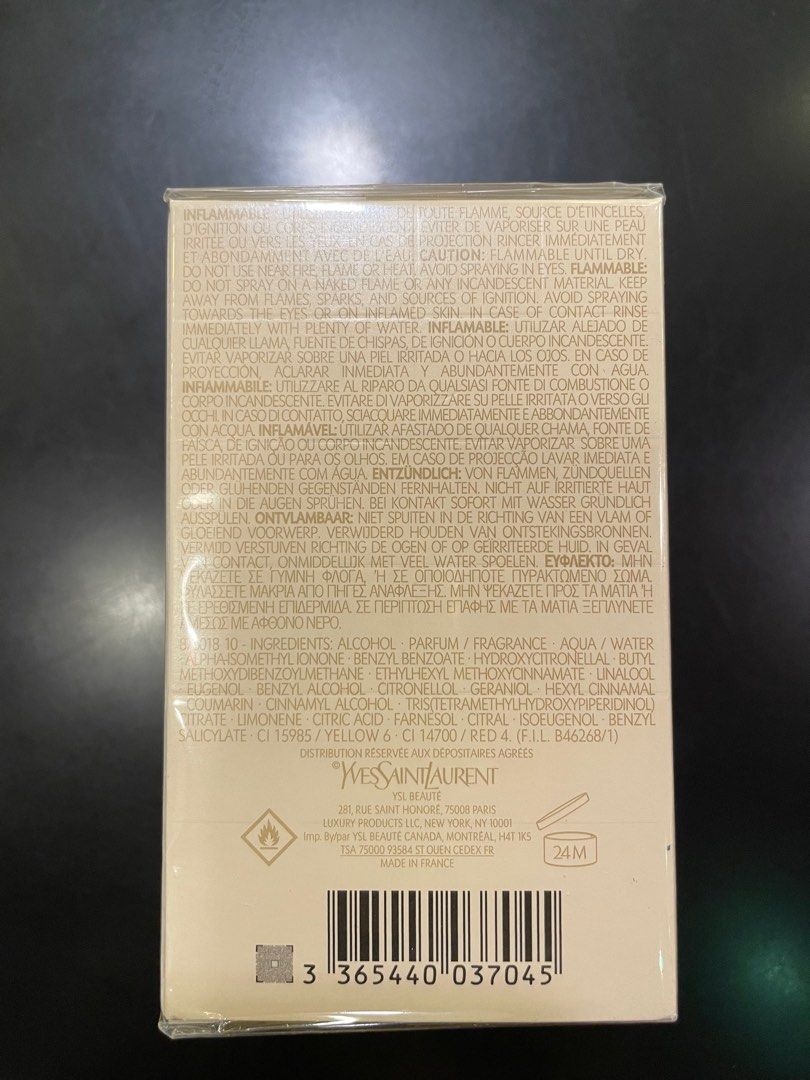 INFLAMMABLE DE TOUTE FLAMME, SOURCE D'ÉTINCELLES,
D'IGNITION OU CORPS INCANDESCENT. ÉVITER DE VAPORISER SUR UNE PEAU
IRRITÉE OU VERS LES YEUX. EN CAS DE PROJECTION RINCER IMMÉDIATEMENT
ET ABONDAMMENT AVEC DE L'EAU. CAUTION: FLAMMABLE UNTIL DRY.
DO NOT USE NEAR FIRE, FLAME OR HEAT. AVOID SPRAYING IN EYES. FLAMMABLE:
DO NOT SPRAY ON A NAKED FLAME OR ANY INCANDESCENT MATERIAL. KEEP
AWAY FROM FLAMES, SPARKS, AND SOURCES OF IGNITION. AVOID SPRAYING
TOWARDS THE EYES OR ON INFLAMED SKIN. IN CASE OF CONTACT RINSE
IMMEDIATELY WITH PLENTY OF WATER. INFLAMABLE: UTILIZAR ALEJADO DE
CUALQUIER LLAMA, FUENTE DE CHISPAS, DE IGNICIÓN O CUERPO INCANDESCENTE.
EVITAR VAPORIZAR SOBRE UNA PIEL IRRITADA O HACIA LOS OJOS. EN CASO DE
PROYECCIÓN, ACLARAR INMEDIATA Y ABUNDANTEMENTE CON AGUA.
INFIAMMABILE: UTILIZZARE AL RIPARO DA QUALSIASI FONTE DI COMBUSTIONE O
CORPO INCANDESCENTE. EVITARE DI VAPORIZZARE SU PELLE IRRITATA O VERSO GLI
OCCHI. IN CASO DI CONTATTO, SCIACQUARE IMMEDIATAMENTE E ABBONDANTEMENTE
CON ACQUA. INFLAMÁVEL: UTILIZAR AFASTADO DE QUALQUER CHAMA, FONTE DE
FAÍSCA, DE IGNIÇÃO OU CORPO INCANDESCENTE. EVITAR VAPORIZAR SOBRE UMA
PELE IRRITADA OU PARA OS OLHOS. EM CASO DE PROJECÇÃO LAVAR IMEDIATA E
ABUNDANTEMENTE COM ÁGUA. ENTZÜNDLICH: VON FLAMMEN, ZÜNDQUELLEN
ODER GLÜHENDEN GEGENSTÄNDEN FERNHALTEN. NICHT AUF IRRITIERTE HAUT
ODER IN DIE AUGEN SPRÜHEN. BEI KONTAKT SOFORT MIT WASSER GRÜNDLICH
AUSSPÜLEN. ONTVLAMBAAR: NIET SPUITEN IN DE RICHTING VAN EEN VLAM OF
GLOEIEND VOORWERP. VERWIJDERD HOUDEN VAN ONTSTEKINGSBRONNEN.
VERMIJD VERSTUIVEN RICHTING DE OGEN OF OP GEÏRRITEERDE HUID. IN GEVAL
VAN CONTACT, ONMIDDELLIJK MET VEEL WATER SPOELEN. ΕΥΦΛΕΚΤΟ: ΜΗΝ
ΨΕΚΑΖΕΤΕ ΣΕ ΓΥΜΝΗ ΦΛΟΓΑ, Ή ΣΕ ΟΠΟΙΟΔΗΠΟΤΕ ΠΥΡΑΚΤΩΜΕΝΟ ΣΩΜΑ.
ΦΥΛΑΣΣΕΤΕ ΜΑΚΡΙΑ ΑΠΟ ΠΗΓΕΣ ΑΝΑΦΛΕΞΗΣ. ΜΗΝ ΨΕΚΑΖΕΤΕ ΠΡΟΣ ΤΑ ΜΑΤΙΑ Ή
ΣΕ ΕΡΕΘΙΣΜΕΝΗ ΕΠΙΔΕΡΜΙΔΑ. ΣΕ ΠΕΡΙΠΤΩΣΗ ΕΠΑΦΗΣ ΜΕ ΤΑ ΜΑΤΙΑ ΞΕΠΛΥΝΕΤΕ
ΑΜΕΣΩΣ ΜΕ ΑΦΘΟΝΟ ΝΕΡΟ.
10 - INGREDIENTS: ALCOHOL · PARFUM / FRAGRANCE · AQUA / WATER
ALPHA-ISOMETHYL IONONE · BENZYL BENZOATE · HYDROXYCITRONELLAL · BUTYL
METHOXYDIBENZOYLMETHANE · ETHYLHEXYL METHOXYCINNAMATE · LINALOOL
EUGENOL · BENZYL ALCOHOL · CITRONELLOL · GERANIOL · HEXYL CINNAMAL
COUMARIN · CINNAMYL ALCOHOL · TRIS(TETRAMETHYLHYDROXYPIPERIDINOL)
CITRATE · LIMONENE · CITRIC ACID · FARNESOL · CITRAL · ISOEUGENOL · BENZYL
SALICYLATE · CI 15985 / YELLOW 6 · CI 14700 / RED 4. (F.I.L. B46268/1)
DISTRIBUTION RÉSERVÉE AUX DÉPOSITAIRES AGRÉÉS
©YVESSAINTLAURENT
YSL BEAUTÉ
281, RUE SAINT HONORÉ, 75008 PARIS
LUXURY PRODUCTS LLC, NEW YORK, NY 10001
Imp. By/par YSL BEAUTÉ CANADA, MONTRÉAL, H4T 1K5
TSA 75000 93584 ST OUEN CEDEX FR
MADE IN FRANCE
24M
3 365440 037045